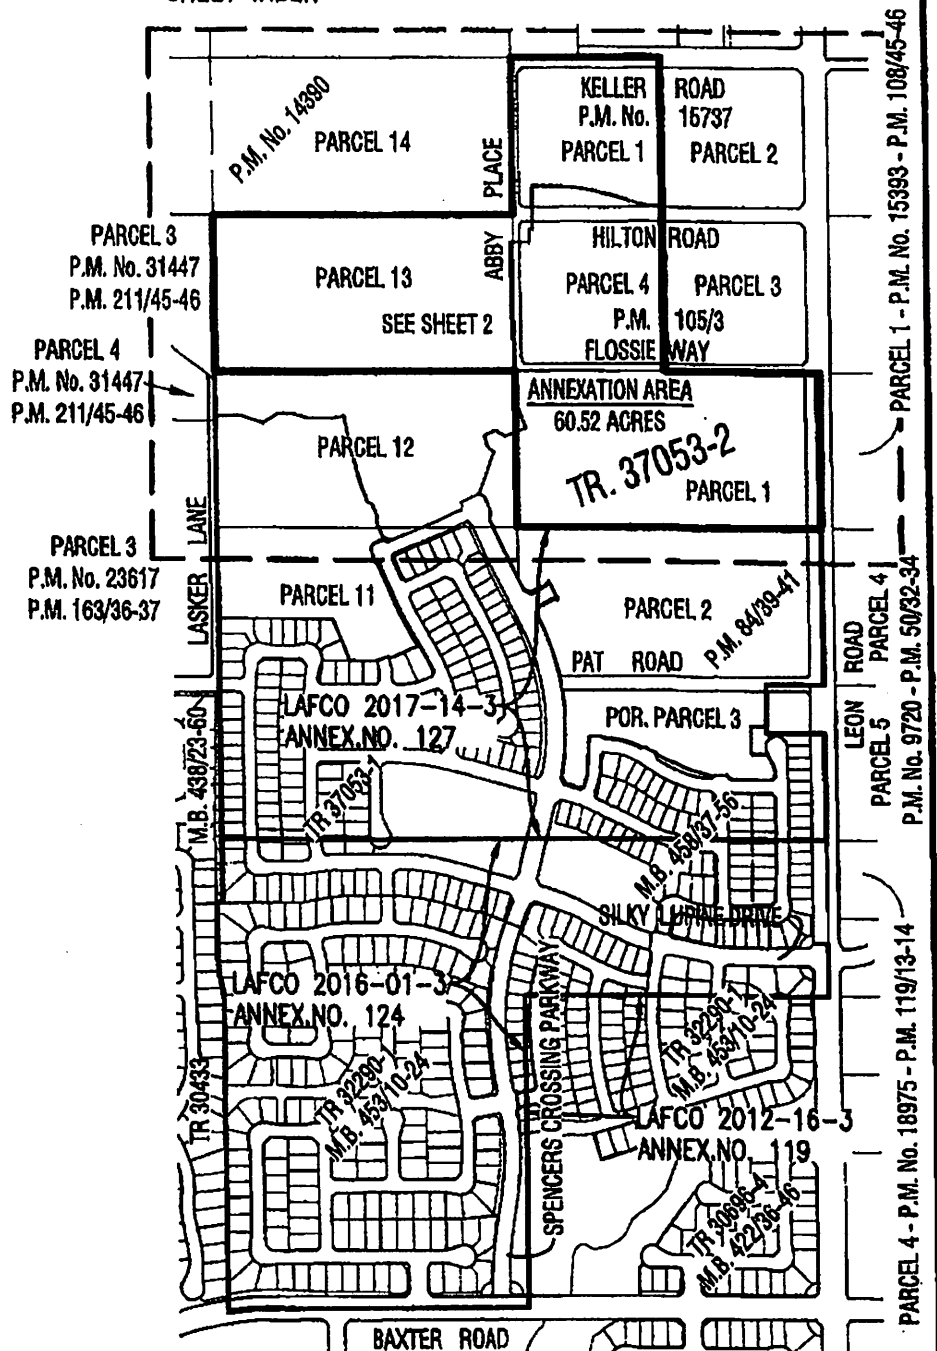 SHEET INDEX
P.M. No. 14390
PARCEL 14
PLACE
KELLER ROAD
P.M. No. 15737
PARCEL 1
PARCEL 2
PARCEL 1 - P.M. No. 15393 - P.M. 108/45-46
PARCEL 3
P.M. No. 31447
P.M. 211/45-46
PARCEL 13
SEE SHEET 2
ABBY
HILTON ROAD
PARCEL 4
PARCEL 3
P.M. 105/3
FLOSSIE WAY
PARCEL 4
P.M. No. 31447
P.M. 211/45-46
PARCEL 12
ANNEXATION AREA
60.52 ACRES
TR. 37053-2
PARCEL 1
LASKER LANE
PARCEL 3
P.M. No. 23617
P.M. 163/36-37
PARCEL 11
PARCEL 2
P.M. 84/39-41
PAT ROAD
LEON ROAD
PARCEL 5 PARCEL 4
P.M. No. 9720 - P.M. 50/32-34
POR. PARCEL 3
LAFCO 2017-14-3
ANNEX.NO. 127
M.B. 438/23-60
TR 37053-1
M.B. 458/37-56
SILKY LUPINE DRIVE
LAFCO 2016-01-3
ANNEX.NO. 124
SPENCERS CROSSING PARKWAY
TR 32290-1
M.B. 453/10-24
TR 30433
TR 32290-1
M.B. 453/10-24
LAFCO 2012-16-3
ANNEX.NO. 119
TR 30696-4
M.B. 422/36-46
PARCEL 4 - P.M. No. 18975 - P.M. 119/13-14
BAXTER ROAD